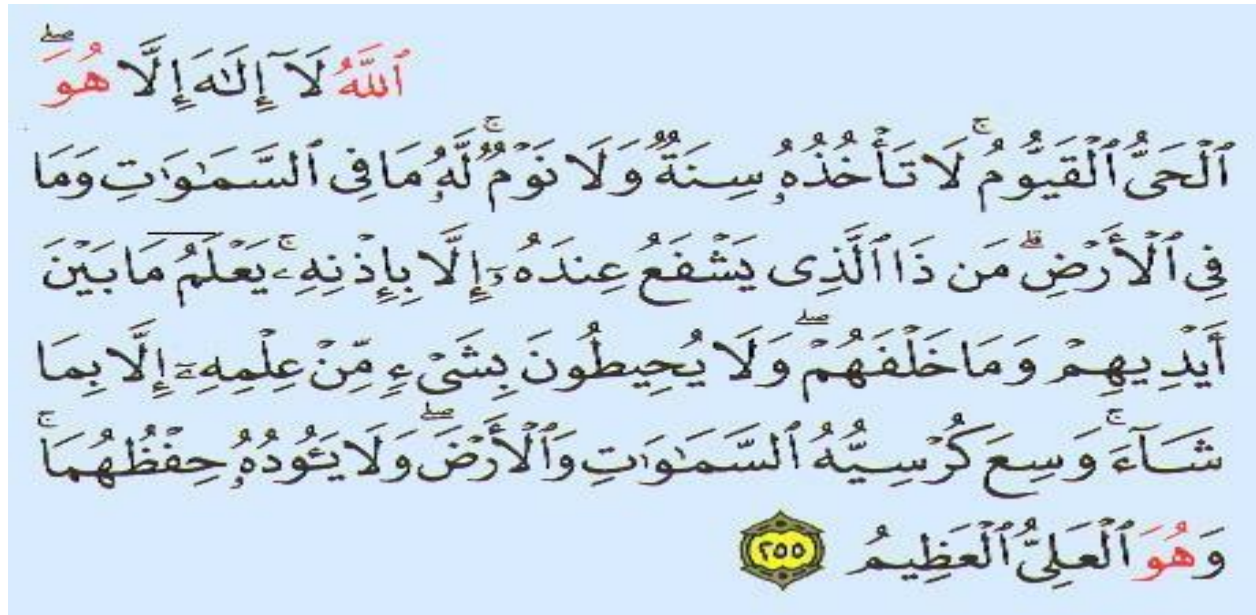 ٱللَّهُ لَآ إِلَٰهَ إِلَّا هُوَ ۖ
ٱلْحَىُّ ٱلْقَيُّومُ ۚ لَا تَأْخُذُهُۥ سِنَةٌ وَلَا نَوْمٌ ۚ لَّهُۥ مَا فِى ٱلسَّمَٰوَٰتِ وَمَا
فِى ٱلْأَرْضِ ۗ مَن ذَا ٱلَّذِى يَشْفَعُ عِندَهُۥٓ إِلَّا بِإِذْنِهِۦ ۚ يَعْلَمُ مَا بَيْنَ
أَيْدِيهِمْ وَمَا خَلْفَهُمْ ۖ وَلَا يُحِيطُونَ بِشَىْءٍ مِّنْ عِلْمِهِۦٓ إِلَّا بِمَا
شَآءَ ۚ وَسِعَ كُرْسِيُّهُ ٱلسَّمَٰوَٰتِ وَٱلْأَرْضَ ۖ وَلَا يَـُٔودُهُۥ حِفْظُهُمَا ۚ
وَهُوَ ٱلْعَلِىُّ ٱلْعَظِيمُ ٢٥٥